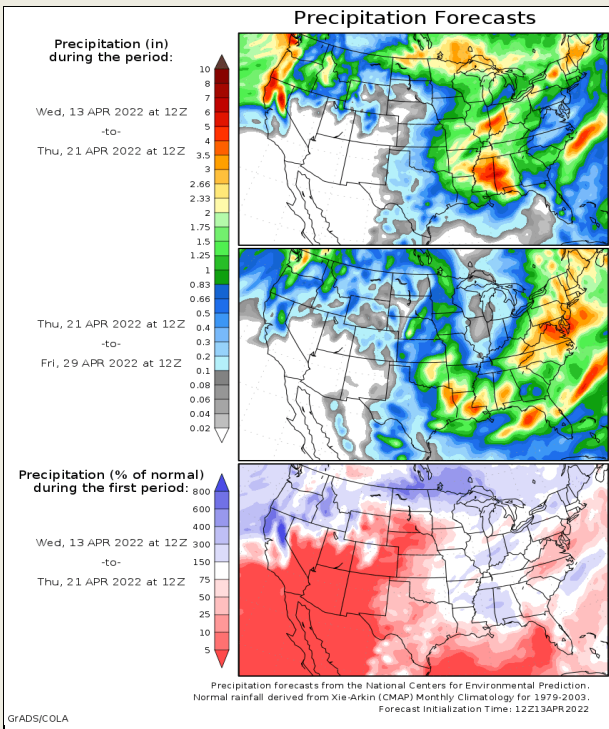 Precipitation Forecasts
Precipitation (in)
during the period:
Wed, 13 APR 2022 at 12Z
-to-
Thu, 21 APR 2022 at 12Z
10
8
7
6
5
4
3.5
3
2.66
2.33
2
1.75
1.5
1.25
1
0.83
0.66
0.5
0.4
0.3
0.2
0.1
0.08
0.06
0.04
0.02
Thu, 21 APR 2022 at 12Z
-to-
Fri, 29 APR 2022 at 12Z
Precipitation (% of normal)
during the first period:
Wed, 13 APR 2022 at 12Z
-to-
Thu, 21 APR 2022 at 12Z
800
600
400
300
150
75
50
25
10
5
Precipitation forecasts from the National Centers for Environmental Prediction.
Normal rainfall derived from Xie-Arkin (CMAP) Monthly Climatology for 1979-2003.
Forecast Initialization Time: 12Z13APR2022
GrADS/COLA